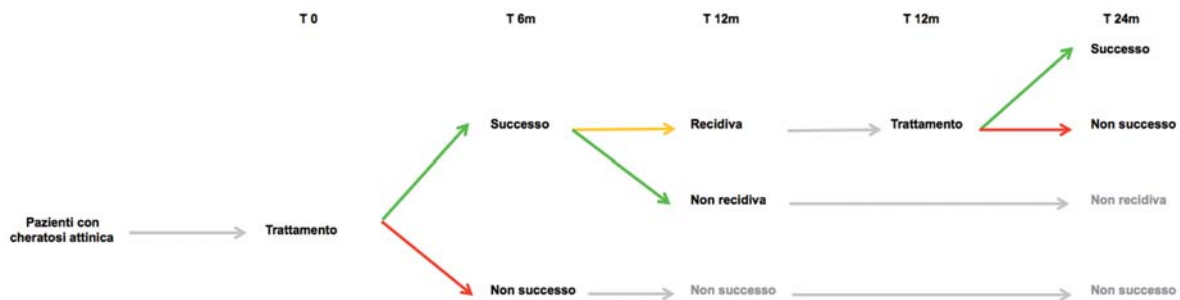 T 0 T 6m T 12m T 12m T 24m
Successo
Successo Recidiva Trattamento Non successo
Non recidiva Non recidiva
Pazienti con
cheratosi attinica
Trattamento
Non successo Non successo Non successo